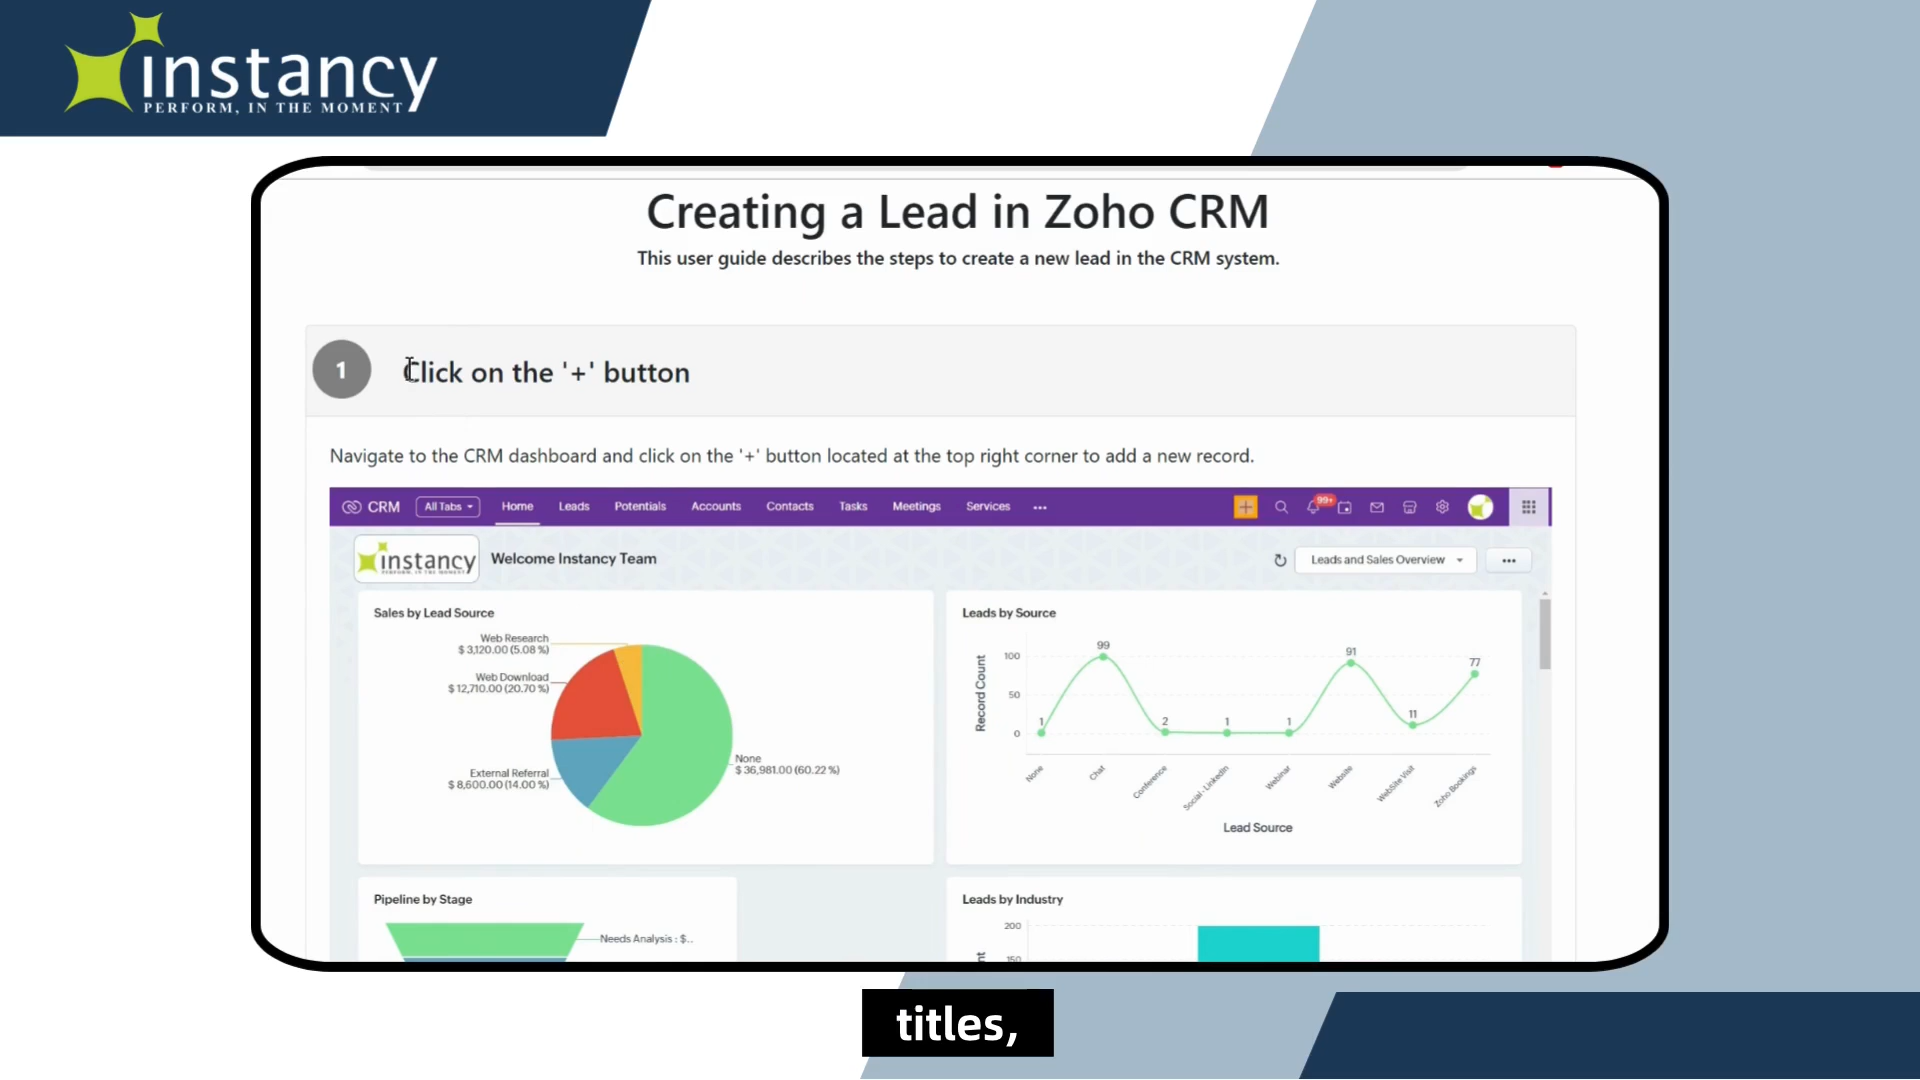 instancy
PERFORM, IN THE MOMENT
Creating a Lead in Zoho CRM
This user guide describes the steps to create a new lead in the CRM system.
1
Click on the '+' button
Navigate to the CRM dashboard and click on the '+' button located at the top right corner to add a new record.
CRM All Tabs Home Leads Potentials Accounts Contacts Tasks Meetings Services ••• + 99+
instancy Welcome Instancy Team Leads and Sales Overview •••
PERFORM, IN THE MOMENT
Sales by Lead Source
Web Research
$ 3,120.00 (5.08 %)
Web Download
$ 12,710.00 (20.70 %)
External Referral
$ 8,600.00 (14.00 %)
None
$ 36,981.00 (60.22 %)
Leads by Source
Record Count
100
50
0
1 99 2 1 1 91 11 77
None Chat Conference Social - LinkedIn Webinar Website WebSite Visit Zoho Bookings
Lead Source
Pipeline by Stage
Needs Analysis : $..
Leads by Industry
200
150
titles,